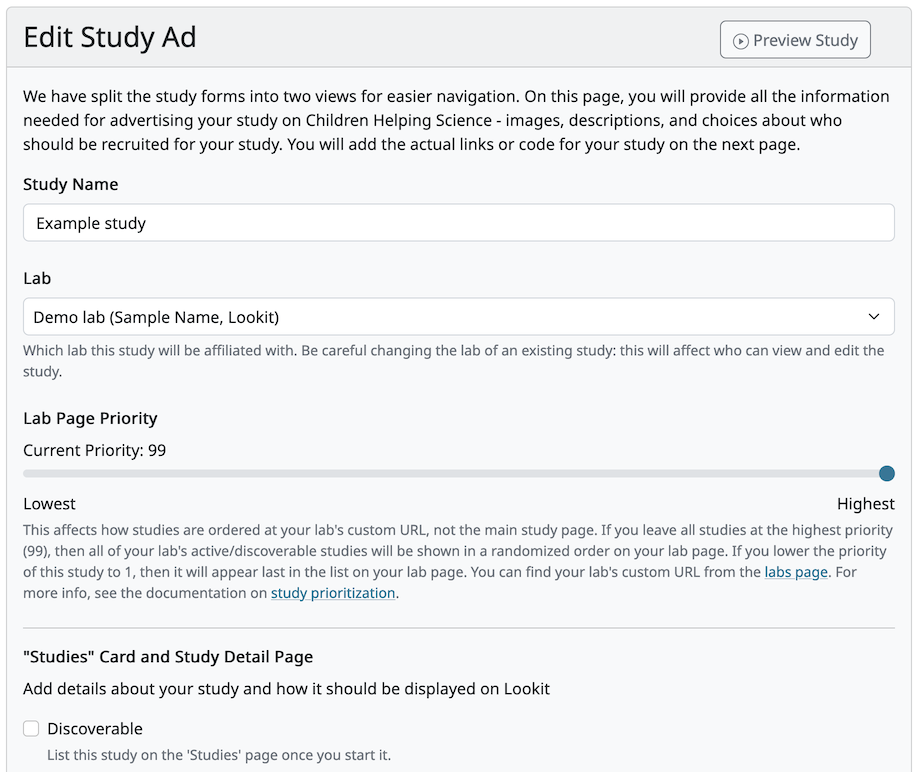 Edit Study Ad
Preview Study
We have split the study forms into two views for easier navigation. On this page, you will provide all the information
needed for advertising your study on Children Helping Science - images, descriptions, and choices about who
should be recruited for your study. You will add the actual links or code for your study on the next page.
Study Name
Example study
Lab
Demo lab (Sample Name, Lookit)
Which lab this study will be affiliated with. Be careful changing the lab of an existing study: this will affect who can view and edit the
study.
Lab Page Priority
Current Priority: 99
Lowest
Highest
This affects how studies are ordered at your lab's custom URL, not the main study page. If you leave all studies at the highest priority
(99), then all of your lab's active/discoverable studies will be shown in a randomized order on your lab page. If you lower the priority
of this study to 1, then it will appear last in the list on your lab page. You can find your lab's custom URL from the labs page. For
more info, see the documentation on study prioritization.
"Studies" Card and Study Detail Page
Add details about your study and how it should be displayed on Lookit
Discoverable
List this study on the 'Studies' page once you start it.